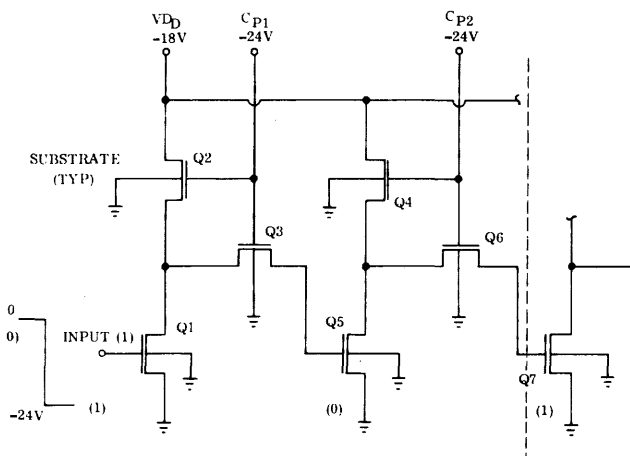 VDD CP1 CP2
-18V -24V -24V
SUBSTRATE Q2
(TYP) Q4
Q3 Q6
0
0) INPUT (1) Q1 Q5
Q7
-24V (1) (0) (1)